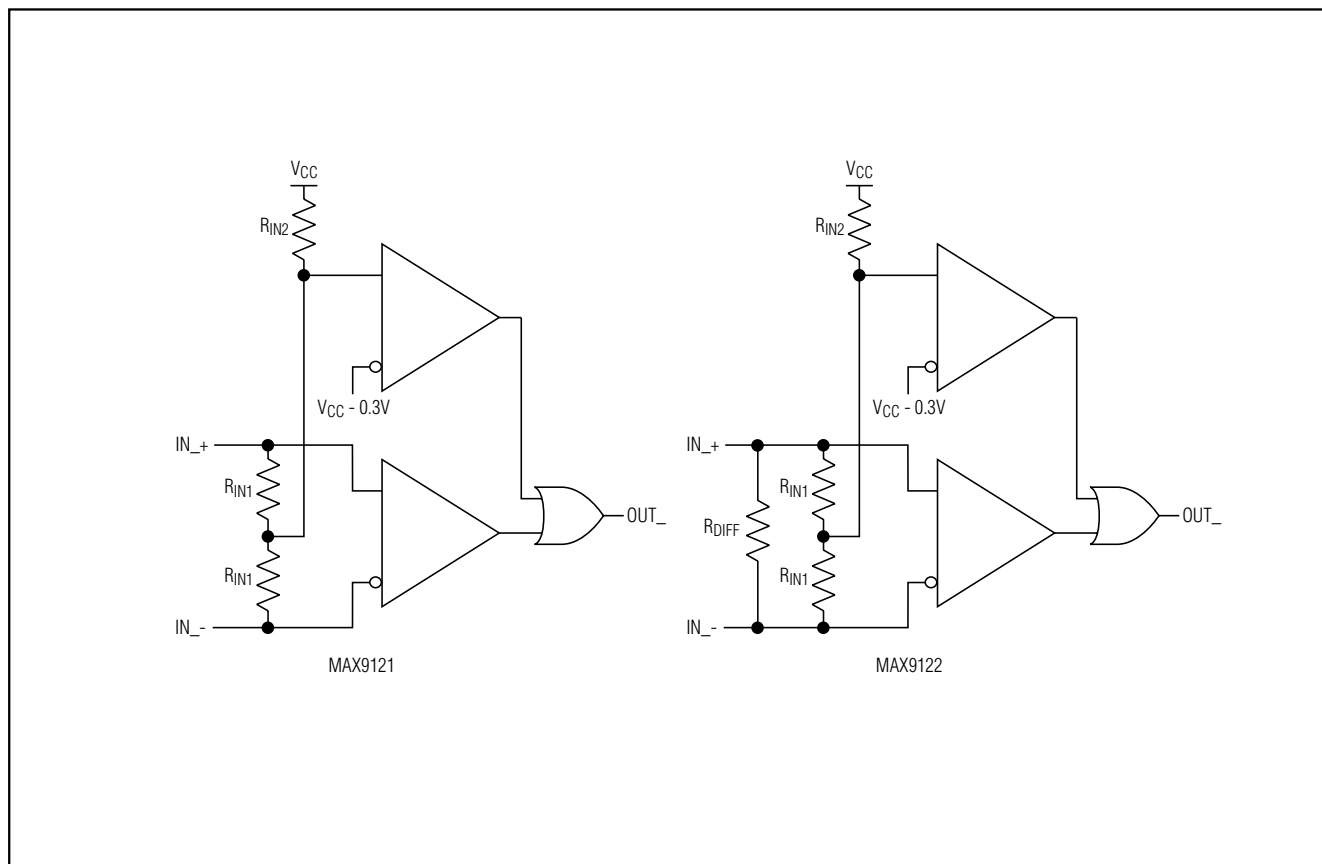 VCC
RIN2
VCC - 0.3V
IN_+
RIN1
RIN1
IN_-
OUT_
MAX9121
VCC
RIN2
VCC - 0.3V
IN_+
RDIFF
RIN1
RIN1
IN_-
OUT_
MAX9122